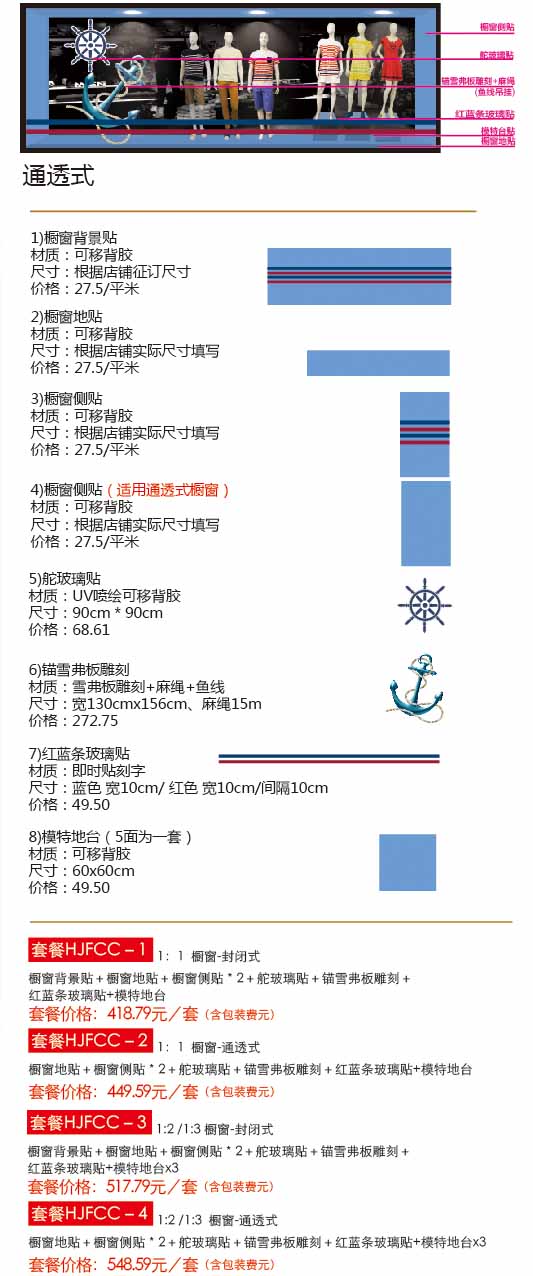 橱窗侧贴
舵玻璃贴
锚雪弗板雕刻+麻绳
(鱼线吊挂)
红蓝条玻璃贴
模特台贴
橱窗地贴
通透式
1)橱窗背景贴
材质：可移背胶
尺寸：根据店铺征订尺寸
价格：27.5/平米
2)橱窗地贴
材质：可移背胶
尺寸：根据店铺实际尺寸填写
价格：27.5/平米
3)橱窗侧贴
材质：可移背胶
尺寸：根据店铺实际尺寸填写
价格：27.5/平米
4)橱窗侧贴（适用通透式橱窗）
材质：可移背胶
尺寸：根据店铺实际尺寸填写
价格：27.5/平米
5)舵玻璃贴
材质：UV喷绘可移背胶
尺寸：90cm * 90cm
价格：68.61
6)锚雪弗板雕刻
材质：雪弗板雕刻+麻绳+鱼线
尺寸：宽130cmx156cm、麻绳15m
价格：272.75
7)红蓝条玻璃贴
材质：即时贴刻字
尺寸：蓝色 宽10cm/ 红色 宽10cm/间隔10cm
价格：49.50
8)模特地台（5面为一套）
材质：可移背胶
尺寸：60x60cm
价格：49.50
套餐HJFCC – 1 1：1 橱窗-封闭式
橱窗背景贴＋橱窗地贴＋橱窗侧贴＊2＋舵玻璃贴＋锚雪弗板雕刻＋
红蓝条玻璃贴+模特地台
套餐价格：418.79元／套（含包装费元）
套餐HJFCC – 2 1：1 橱窗-通透式
橱窗地贴＋橱窗侧贴＊2＋舵玻璃贴＋锚雪弗板雕刻＋红蓝条玻璃贴+模特地台
套餐价格：449.59元／套（含包装费元）
套餐HJFCC – 3 1:2 /1:3 橱窗-封闭式
橱窗背景贴＋橱窗地贴＋橱窗侧贴＊2＋舵玻璃贴＋锚雪弗板雕刻＋
红蓝条玻璃贴+模特地台x3
套餐价格：517.79元／套（含包装费元）
套餐HJFCC – 4 1:2 /1:3 橱窗-通透式
橱窗地贴＋橱窗侧贴＊2＋舵玻璃贴＋锚雪弗板雕刻＋红蓝条玻璃贴+模特地台x3
套餐价格：548.59元／套（含包装费元）